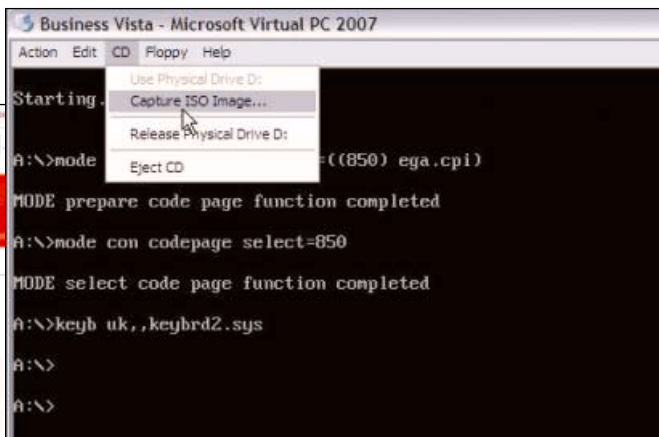 Business Vista - Microsoft Virtual PC 2007
Action Edit CD Floppy Help
Use Physical Drive D:
Capture ISO Image...
Release Physical Drive D:
Eject CD
Starting.
A:\>mode =((850) ega.cpi)
MODE prepare code page function completed
A:\>mode con codepage select=850
MODE select code page function completed
A:\>keyb uk,,keybrd2.sys
A:\>
A:\>